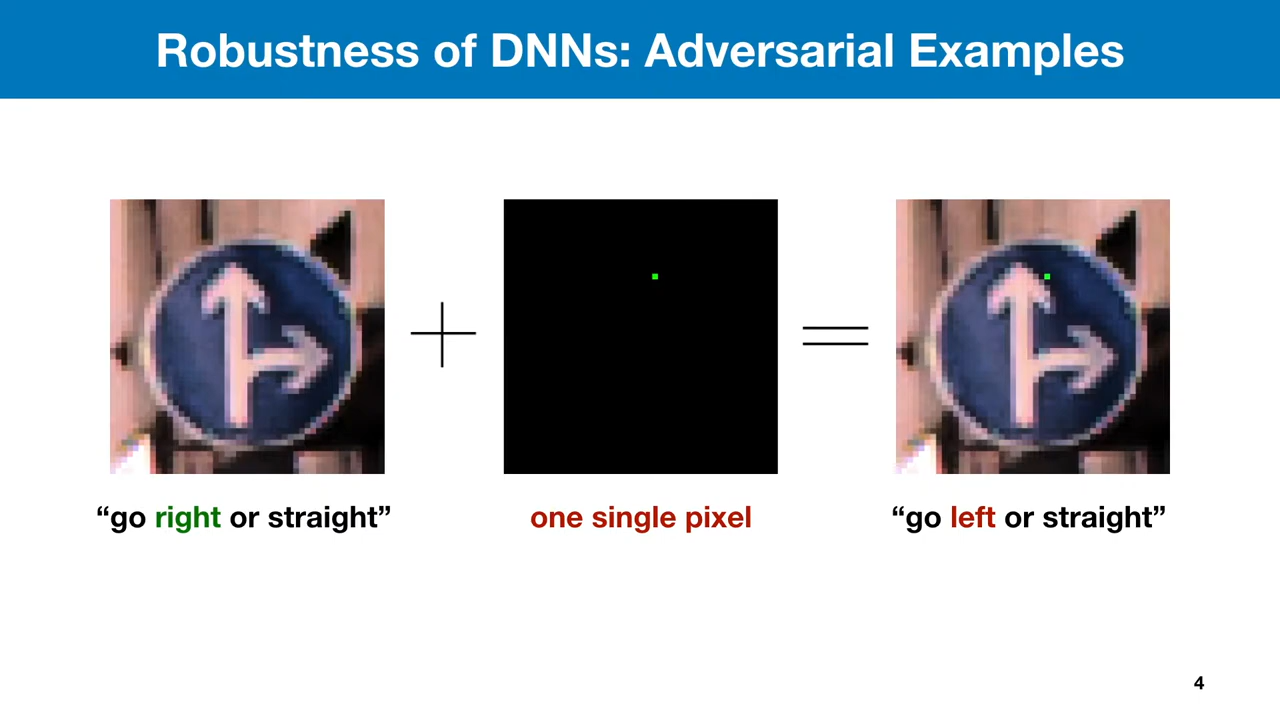 Robustness of DNNs: Adversarial Examples
“go right or straight”
one single pixel
“go left or straight”
4